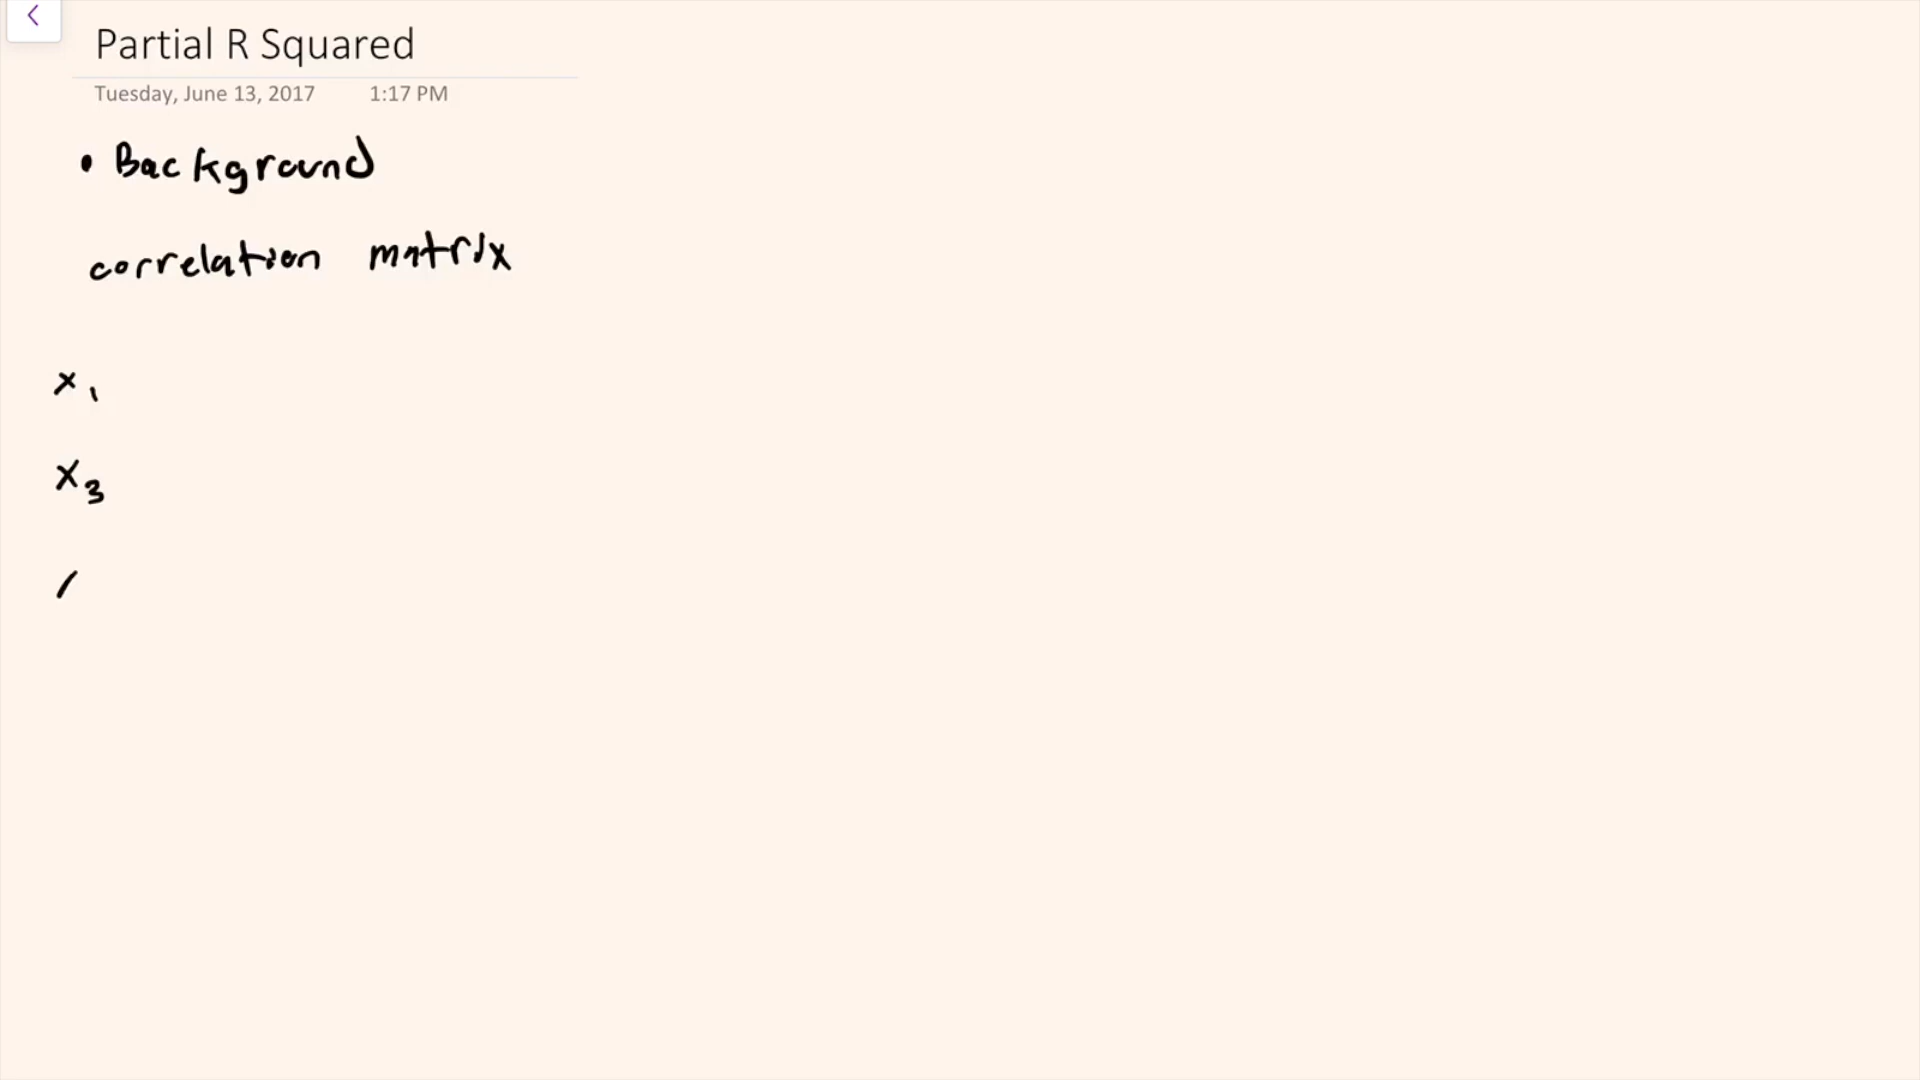 Partial R Squared
Tuesday, June 13, 2017 1:17 PM
• Background
correlation matrix
x₁
x₃